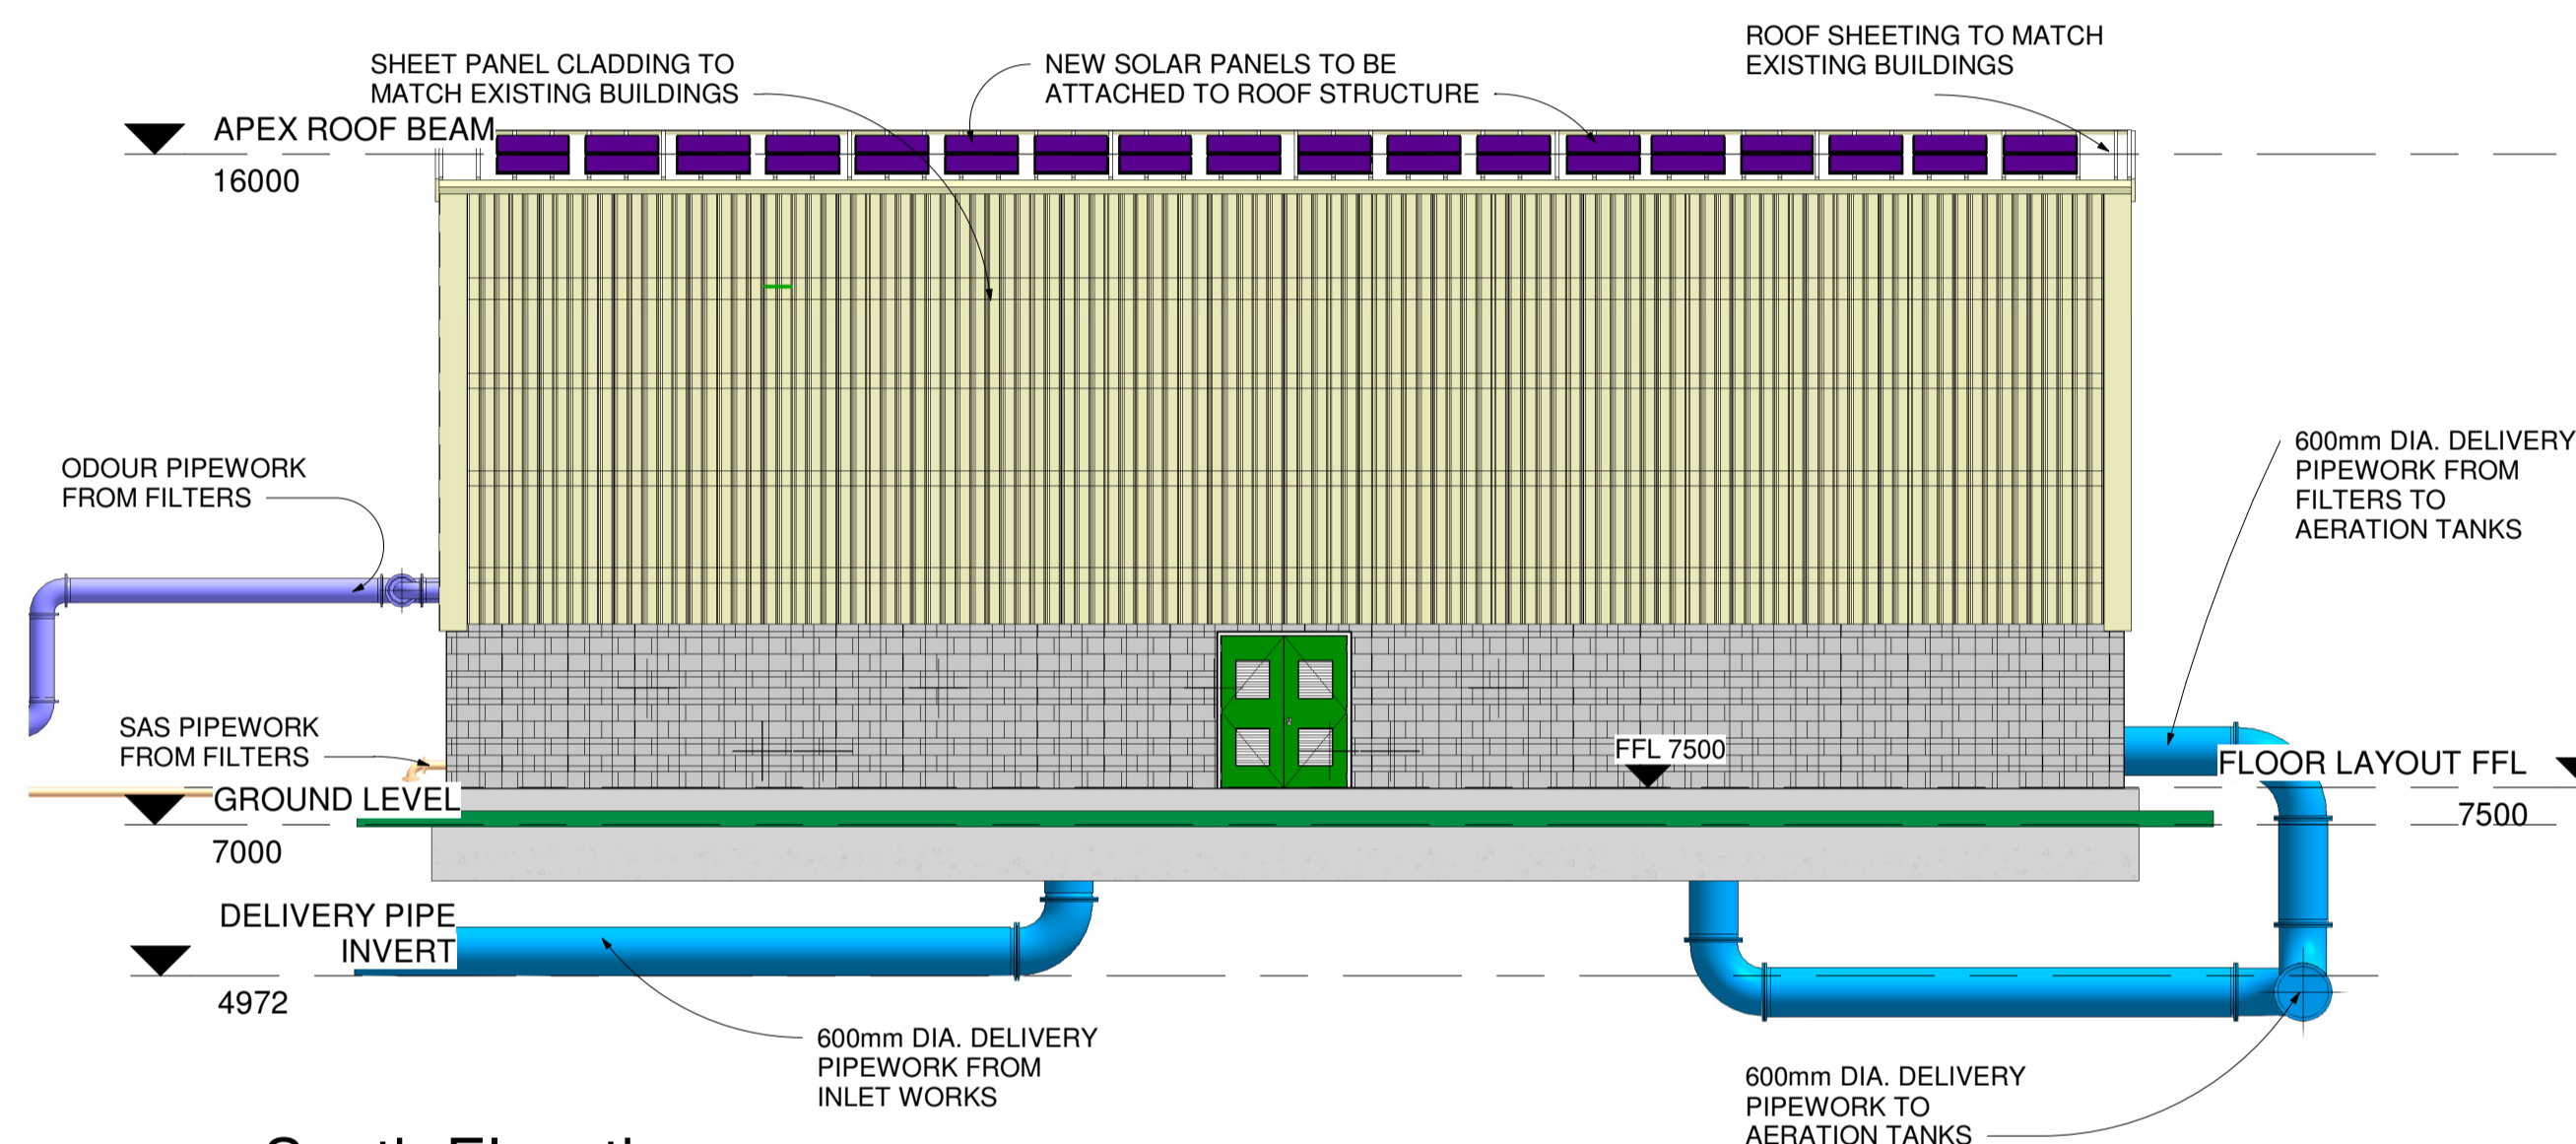 ROOF SHEETING TO MATCH
EXISTING BUILDINGS
SHEET PANEL CLADDING TO
MATCH EXISTING BUILDINGS
NEW SOLAR PANELS TO BE
ATTACHED TO ROOF STRUCTURE
APEX ROOF BEAM
16000
600mm DIA. DELIVERY
PIPEWORK FROM
FILTERS TO
AERATION TANKS
ODOUR PIPEWORK
FROM FILTERS
SAS PIPEWORK
FROM FILTERS
FFL 7500
FLOOR LAYOUT FFL
7500
GROUND LEVEL
7000
DELIVERY PIPE
INVERT
4972
600mm DIA. DELIVERY
PIPEWORK FROM
INLET WORKS
600mm DIA. DELIVERY
PIPEWORK TO
AERATION TANKS